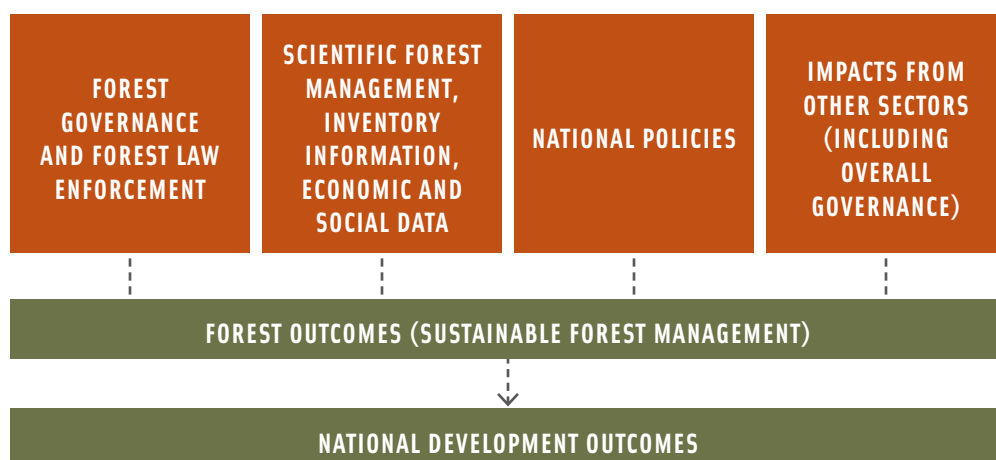 FOREST
GOVERNANCE
AND FOREST LAW
ENFORCEMENT
SCIENTIFIC FOREST
MANAGEMENT,
INVENTORY
INFORMATION,
ECONOMIC AND
SOCIAL DATA
NATIONAL POLICIES
IMPACTS FROM
OTHER SECTORS
(INCLUDING
OVERALL
GOVERNANCE)
FOREST OUTCOMES (SUSTAINABLE FOREST MANAGEMENT)
NATIONAL DEVELOPMENT OUTCOMES